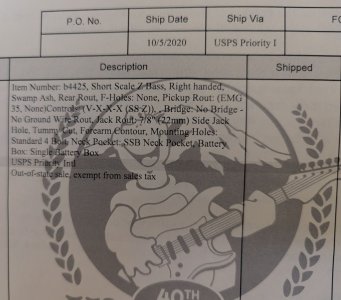 P.O. No.
Ship Date
Ship Via
10/5/2020
USPS Priority I
Description
Shipped
Item Number: b4425, Short Scale Z Bass, Right handed,
Swamp Ash, Rear Rout, F-Holes: None, Pickup Rout: (EMG
35, None)Controls: (V-X-X-X (SS Z)), , Bridge: No Bridge -
No Ground Wire Rout, Jack Rout: 7/8" (22mm) Side Jack
Hole, Tummy Cut, Forearm Contour, Mounting Holes:
Standard 4 Bolt, Neck Pocket: SSB Neck Pocket, Battery
Box: Single Battery Box
USPS Priority Intl
Out-of-state sale, exempt from sales tax
40TH